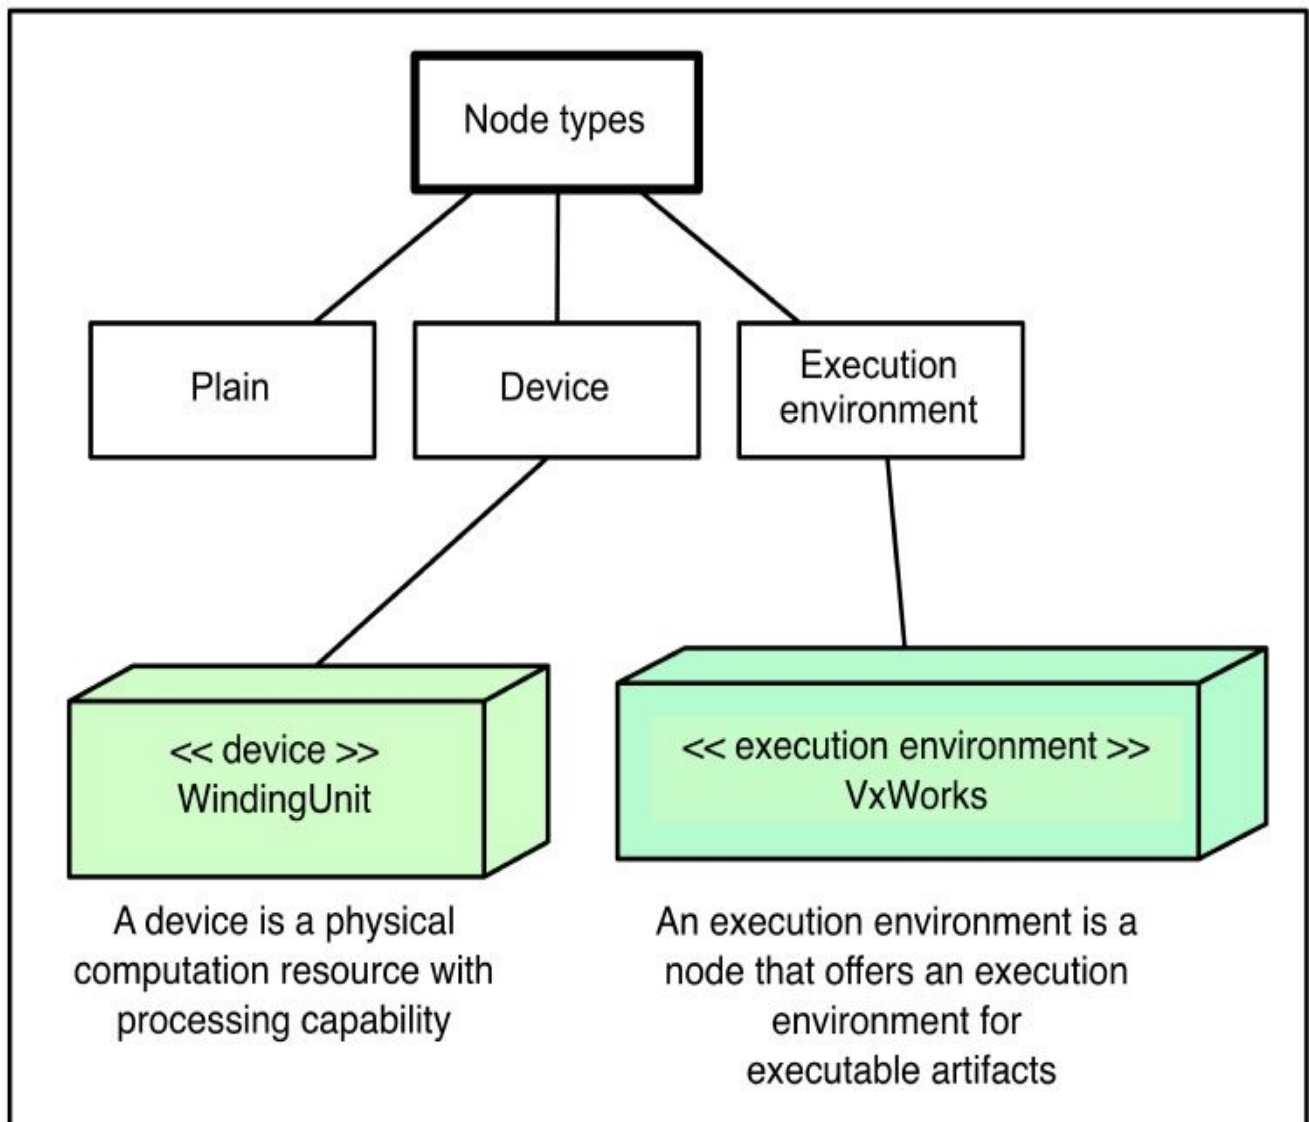 Node types
Plain
Device
Execution
environment
<< device >>
WindingUnit
<< execution environment >>
VxWorks
A device is a physical
computation resource with
processing capability
An execution environment is a
node that offers an execution
environment for
executable artifacts